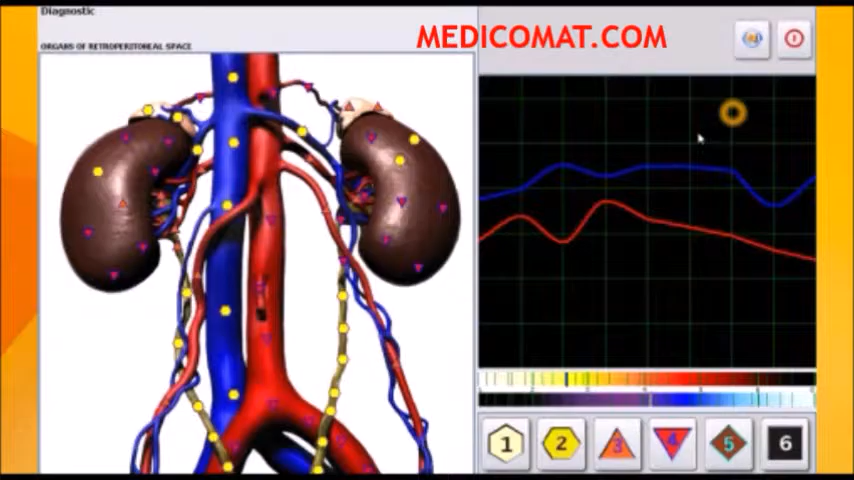 Diagnostic
MEDICOMAT.COM
ORGANS OF RETROPERITONEAL SPACE
1 2 3 4 5 6